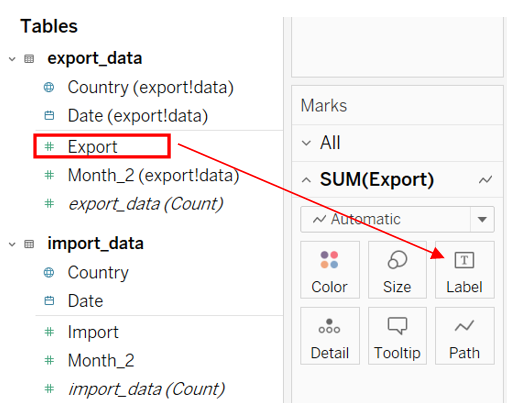 Tables
export_data
Country (export!data)
Date (export!data)
Export
Month_2 (export!data)
export_data (Count)
import_data
Country
Date
Import
Month_2
import_data (Count)
Marks
All
SUM(Export)
Automatic
Color
Size
T
Label
Detail
Tooltip
Path